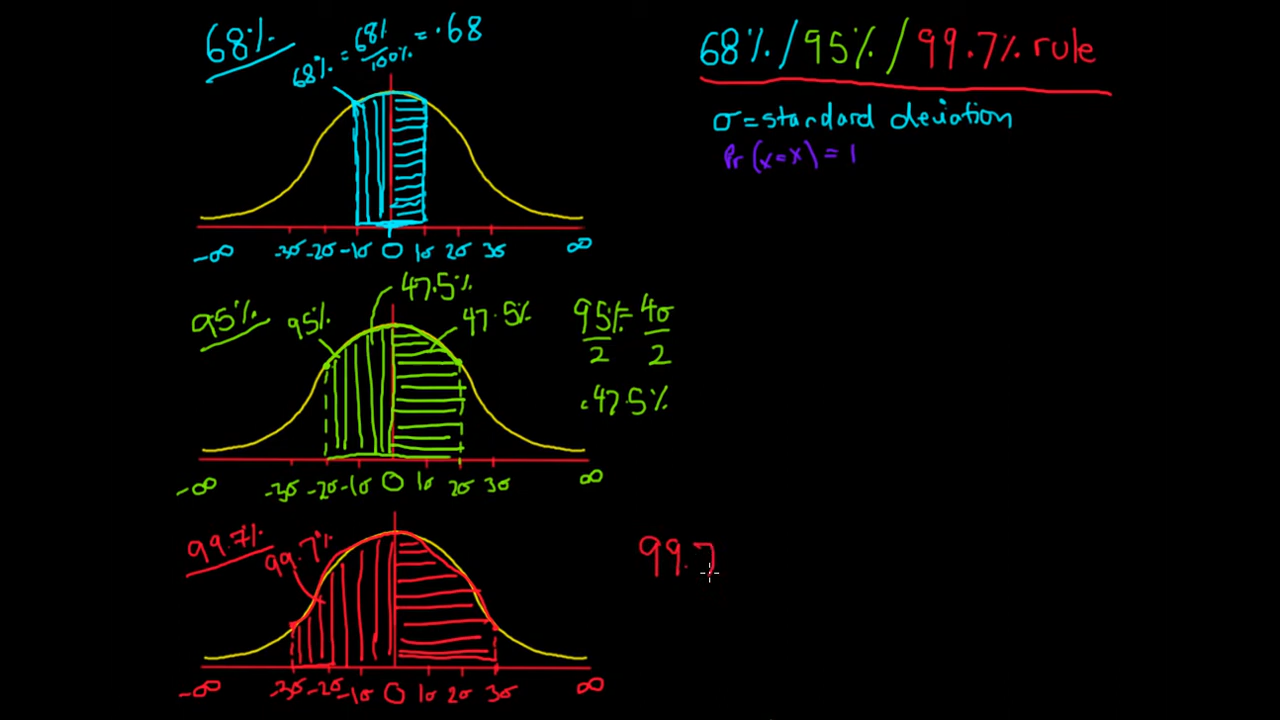 68%
68% = 68%/100% = .68
-∞ -3σ -2σ -1σ 0 1σ 2σ 3σ ∞
68%/95%/99.7% rule
σ=standard deviation
Pr(x=x)=1
95%
95%
47.5%
47.5%
-∞ -3σ -2σ -1σ 0 1σ 2σ 3σ ∞
95% = 4σ
2 2
.47.5%
99.7%
99.7%
-∞ -3σ -2σ -1σ 0 1σ 2σ 3σ ∞
99.7